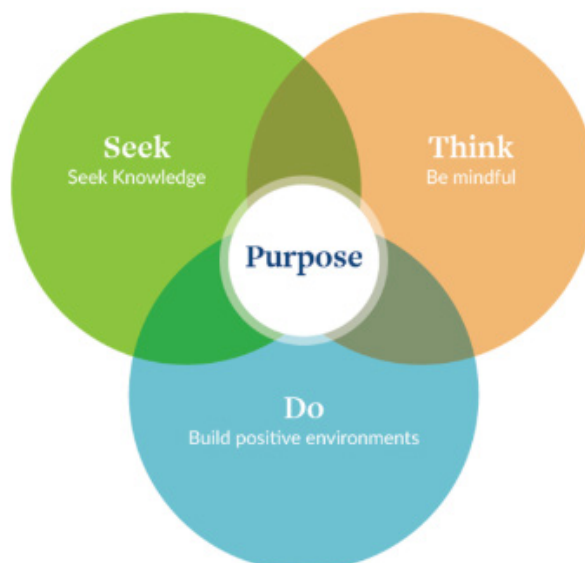 Seek
Seek Knowledge
Think
Be mindful
Purpose
Do
Build positive environments